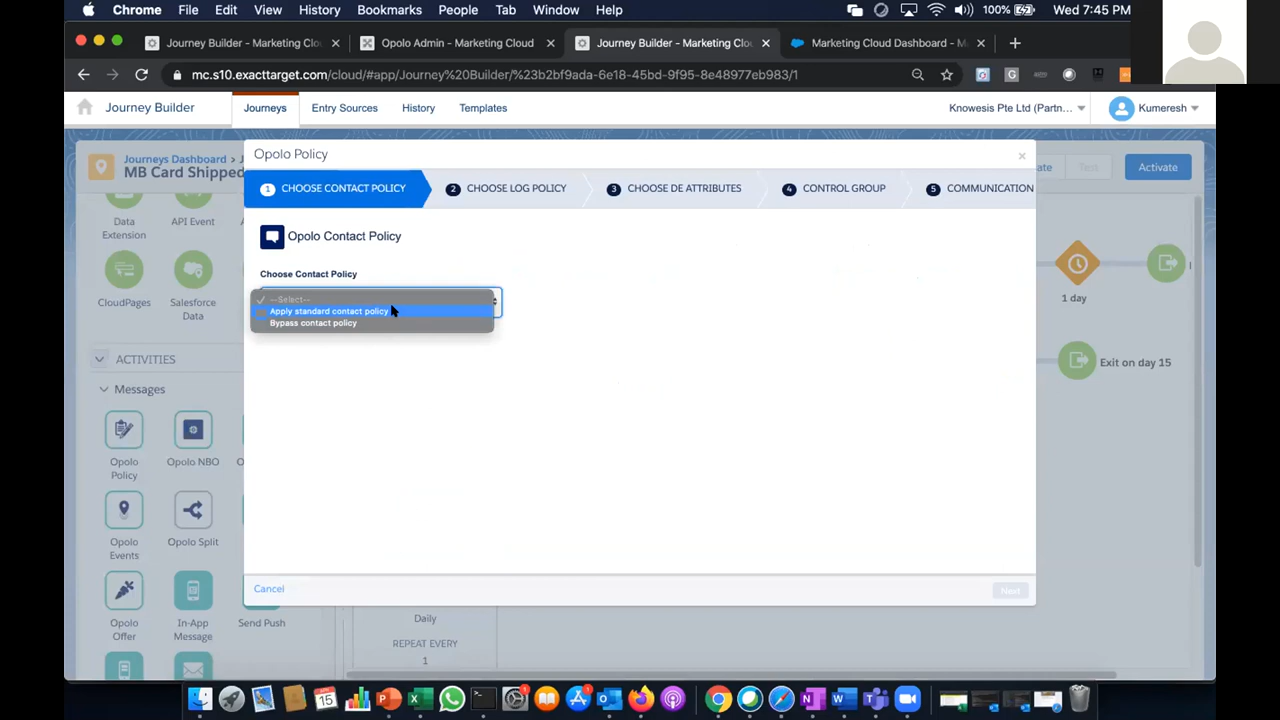 Chrome File Edit View History Bookmarks People Tab Window Help 100% Wed 7:45 PM
Journey Builder - Marketing Clo × Opolo Admin - Marketing Cloud × Journey Builder - Marketing Clo × Marketing Cloud Dashboard - M ×
mc.s10.exacttarget.com/cloud/#app/Journey%20Builder/%23b2bf9ada-6e18-45bd-9f95-8e48977eb983/1
Journey Builder Journeys Entry Sources History Templates Knowesis Pte Ltd (Partn... Kumeresh
Journeys Dashboard > J
MB Card Shipped
ate Test Activate
Opolo Policy
1 CHOOSE CONTACT POLICY 2 CHOOSE LOG POLICY 3 CHOOSE DE ATTRIBUTES 4 CONTROL GROUP 5 COMMUNICATION
Opolo Contact Policy
Choose Contact Policy
--Select--
Apply standard contact policy
Bypass contact policy
Cancel Next
Data
Extension
API Event
CloudPages
Salesforce
Data
ACTIVITIES
Messages
Opolo
Policy
Opolo NBO
O
Opolo
Events
Opolo Split
Opolo
Offer
In-App
Message
Send Push
1 day
Exit on day 15
Daily
REPEAT EVERY
1
15